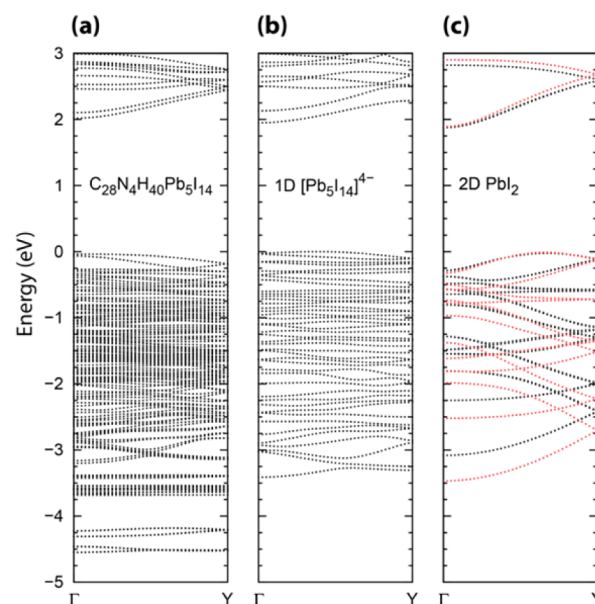 (a) (b) (c)
3
2
1
0
−1
−2
−3
−4
−5
Energy (eV)
C₂₈N₄H₄₀Pb₅I₁₄
1D [Pb₅I₁₄]⁴⁻
2D PbI₂
Γ Y Γ Y Γ Y